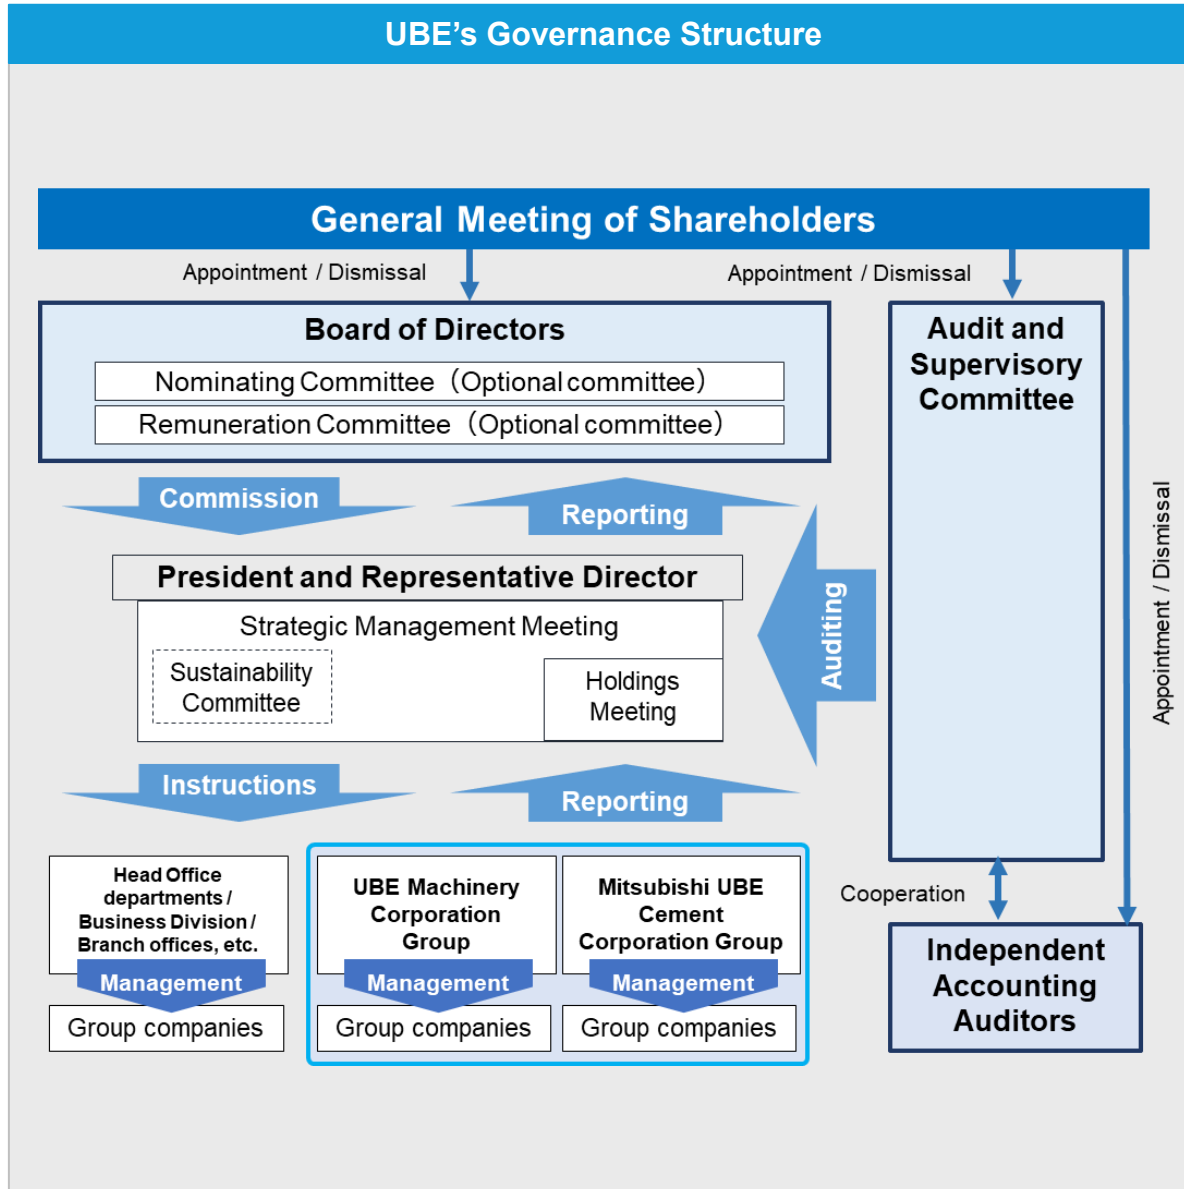 UBE’s Governance Structure
General Meeting of Shareholders
Appointment / Dismissal
Appointment / Dismissal
Board of Directors
Nominating Committee（Optional committee）
Remuneration Committee（Optional committee）
Audit and
Supervisory
Committee
Commission
Reporting
Appointment / Dismissal
President and Representative Director
Strategic Management Meeting
Sustainability
Committee
Holdings
Meeting
Auditing
Instructions
Reporting
Head Office
departments /
Business Division /
Branch offices, etc.
Management
Group companies
UBE Machinery
Corporation
Group
Management
Group companies
Mitsubishi UBE
Cement
Corporation Group
Management
Group companies
Cooperation
Independent
Accounting
Auditors